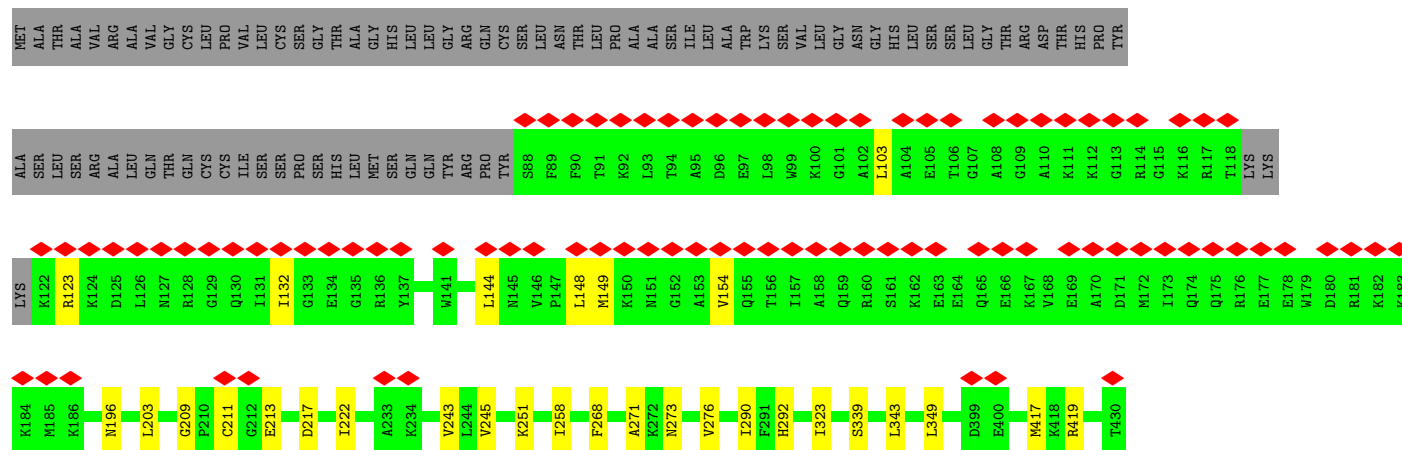 MET ALA THR ALA VAL ARG ALA VAL GLY CYS LEU PRO VAL LEU CYS SER GLY THR ALA GLY HIS LEU LEU GLY ARG GLN CYS SER LEU ASN THR LEU PRO ALA ALA SER ILE LEU ALA TRP LYS SER VAL LEU GLY ASN GLY HIS LEU SER SER LEU GLY THR ARG ASP THR HIS PRO TYR
ALA SER LEU SER ARG ALA LEU GLN THR GLN CYS CYS ILE SER SER PRO SER HIS LEU MET SER GLN GLN TYR ARG PRO TYR S88 F89 F90 T91 K92 L93 T94 A95 D96 E97 L98 W99 K100 G101 A102 L103 A104 E105 T106 G107 A108 G109 A110 K111 K112 G113 R114 G115 K116 R117 T118 LYS LYS
LYS K122 R123 K124 D125 L126 N127 R128 G129 Q130 I131 I132 G133 E134 G135 R136 Y137 W141 L144 N145 V146 P147 L148 M149 K150 N151 G152 A153 V154 Q155 T156 I157 A158 Q159 R160 S161 K162 E163 E164 Q165 E166 K167 V168 E169 A170 D171 M172 I173 Q174 Q175 R176 E177 E178 W179 D180 R181 K182 K183
K184 M185 K186 N196 L203 G209 P210 C211 G212 E213 D217 I222 A233 K234 V243 L244 V245 K251 I258 F268 A271 K272 N273 V276 I290 F291 H292 I323 S339 L343 L349 D399 E400 M417 K418 R419 T430